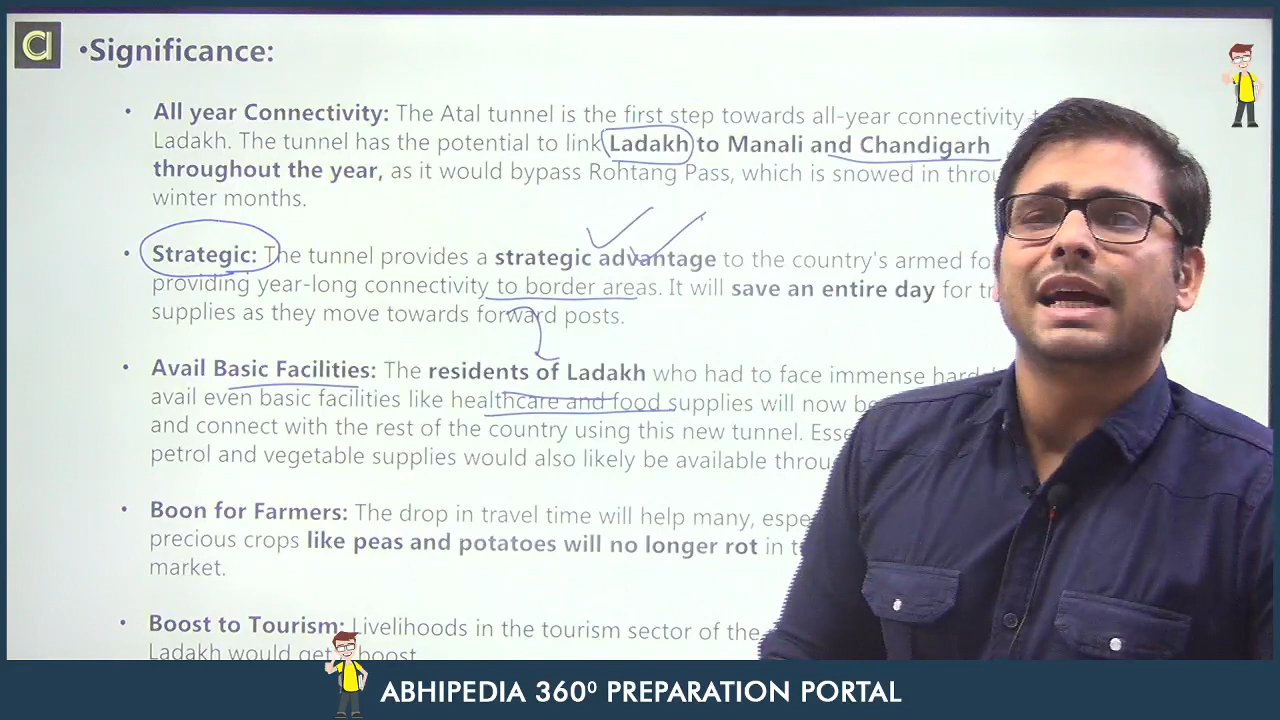 a
•Significance:
• All year Connectivity: The Atal tunnel is the first step towards all-year connectivity
Ladakh. The tunnel has the potential to link Ladakh to Manali and Chandigarh
throughout the year, as it would bypass Rohtang Pass, which is snowed in
winter months.
• Strategic: The tunnel provides a strategic advantage to the country's armed
providing year-long connectivity to border areas. It will save an entire day for
supplies as they move towards forward posts.
• Avail Basic Facilities: The residents of Ladakh who had to face immense
avail even basic facilities like healthcare and food supplies will now
and connect with the rest of the country using this new tunnel.
petrol and vegetable supplies would also likely be available
• Boon for Farmers: The drop in travel time will help many,
precious crops like peas and potatoes will no longer rot in
market.
• Boost to Tourism: Livelihoods in the tourism sector of the
Ladakh would get boost.
ABHIPEDIA 360⁰ PREPARATION PORTAL